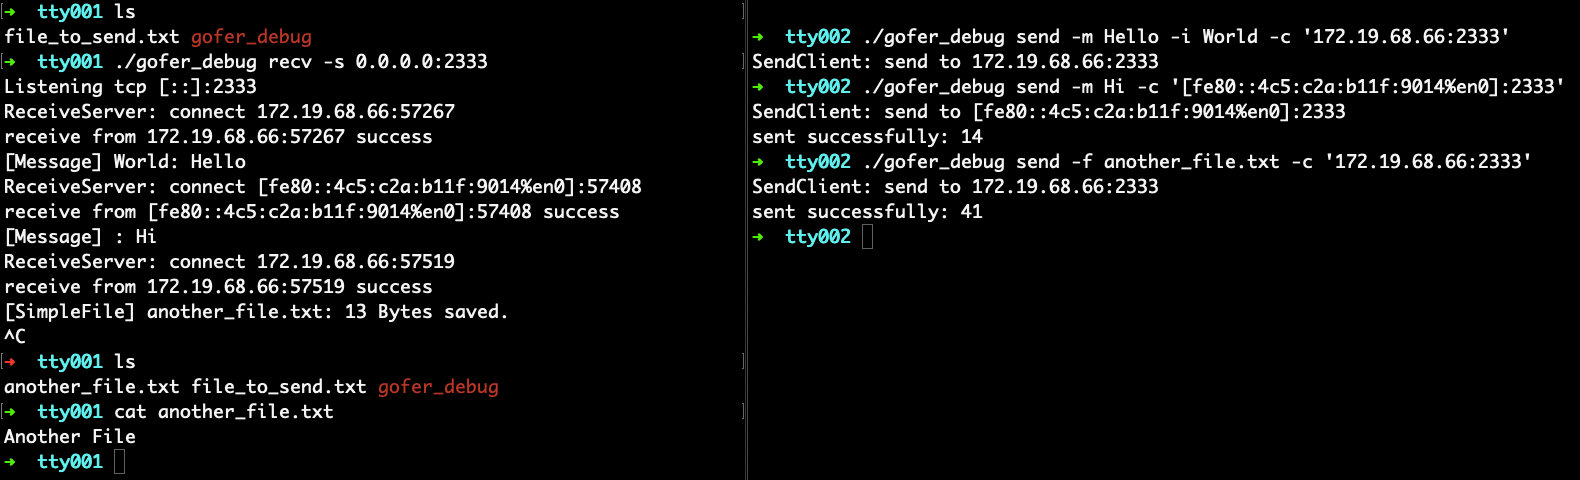 ➜ tty001 ls
file_to_send.txt gofer_debug
➜ tty001 ./gofer_debug recv -s 0.0.0.0:2333
Listening tcp [::]:2333
ReceiveServer: connect 172.19.68.66:57267
receive from 172.19.68.66:57267 success
[Message] World: Hello
ReceiveServer: connect [fe80::4c5:c2a:b11f:9014%en0]:57408
receive from [fe80::4c5:c2a:b11f:9014%en0]:57408 success
[Message] : Hi
ReceiveServer: connect 172.19.68.66:57519
receive from 172.19.68.66:57519 success
[SimpleFile] another_file.txt: 13 Bytes saved.
^C
➜ tty001 ls
another_file.txt file_to_send.txt gofer_debug
➜ tty001 cat another_file.txt
Another File
➜ tty001
➜ tty002 ./gofer_debug send -m Hello -i World -c '172.19.68.66:2333'
SendClient: send to 172.19.68.66:2333
➜ tty002 ./gofer_debug send -m Hi -c '[fe80::4c5:c2a:b11f:9014%en0]:2333'
SendClient: send to [fe80::4c5:c2a:b11f:9014%en0]:2333
sent successfully: 14
➜ tty002 ./gofer_debug send -f another_file.txt -c '172.19.68.66:2333'
SendClient: send to 172.19.68.66:2333
sent successfully: 41
➜ tty002